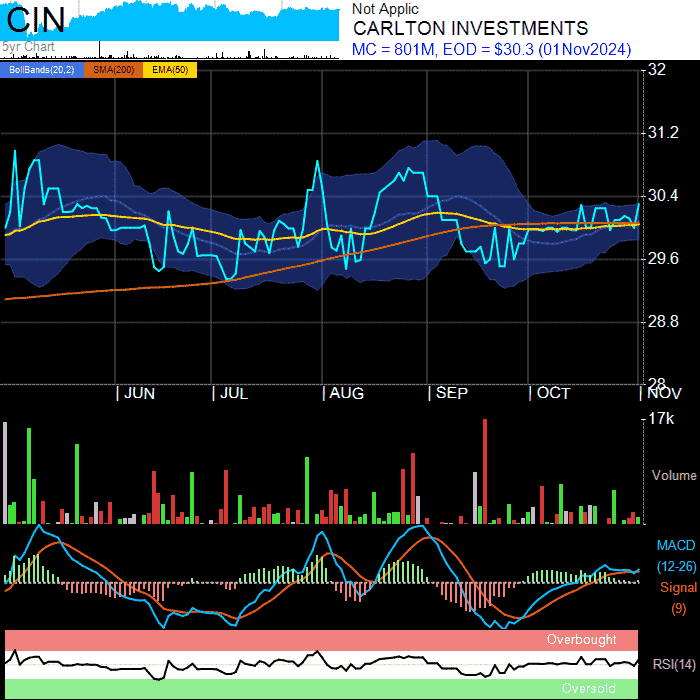 CIN
5yr Chart
Not Applic
CARLTON INVESTMENTS
MC = 801M, EOD = $30.3 (01Nov2024)
BollBands(20,2) SMA(200) EMA(50)
32
31.2
30.4
29.6
28.8
28
| JUN | JUL | AUG | SEP | OCT | NOV
17k
Volume
MACD
(12-26)
Signal
(9)
Overbought
RSI(14)
Oversold